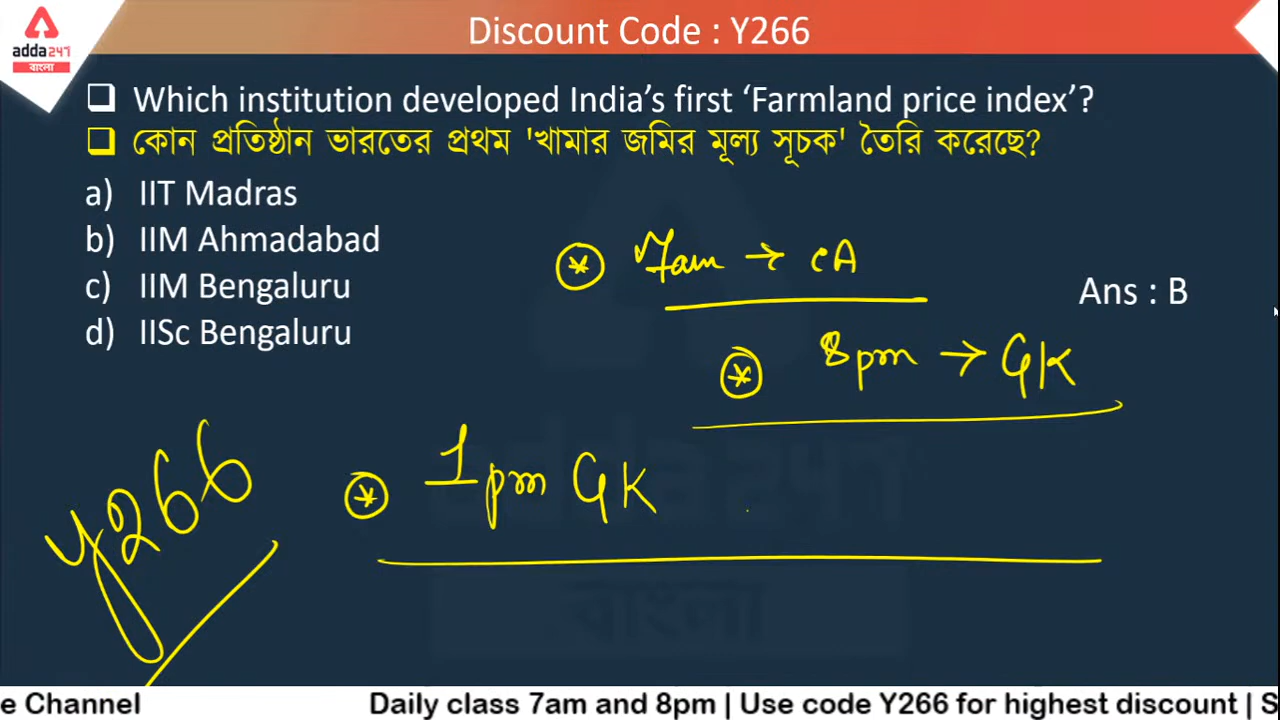 Discount Code : Y266
adda247
বাংলা
Which institution developed India's first 'Farmland price index'?
কোন প্রতিষ্ঠান ভারতের প্রথম 'খামার জমির মূল্য সূচক' তৈরি করেছে?
a) IIT Madras
b) IIM Ahmadabad
c) IIM Bengaluru
d) IISc Bengaluru
7am → CA
Ans : B
8pm → GK
1pm GK
Y266
adda247
বাংলা
e Channel Daily class 7am and 8pm | Use code Y266 for highest discount | S